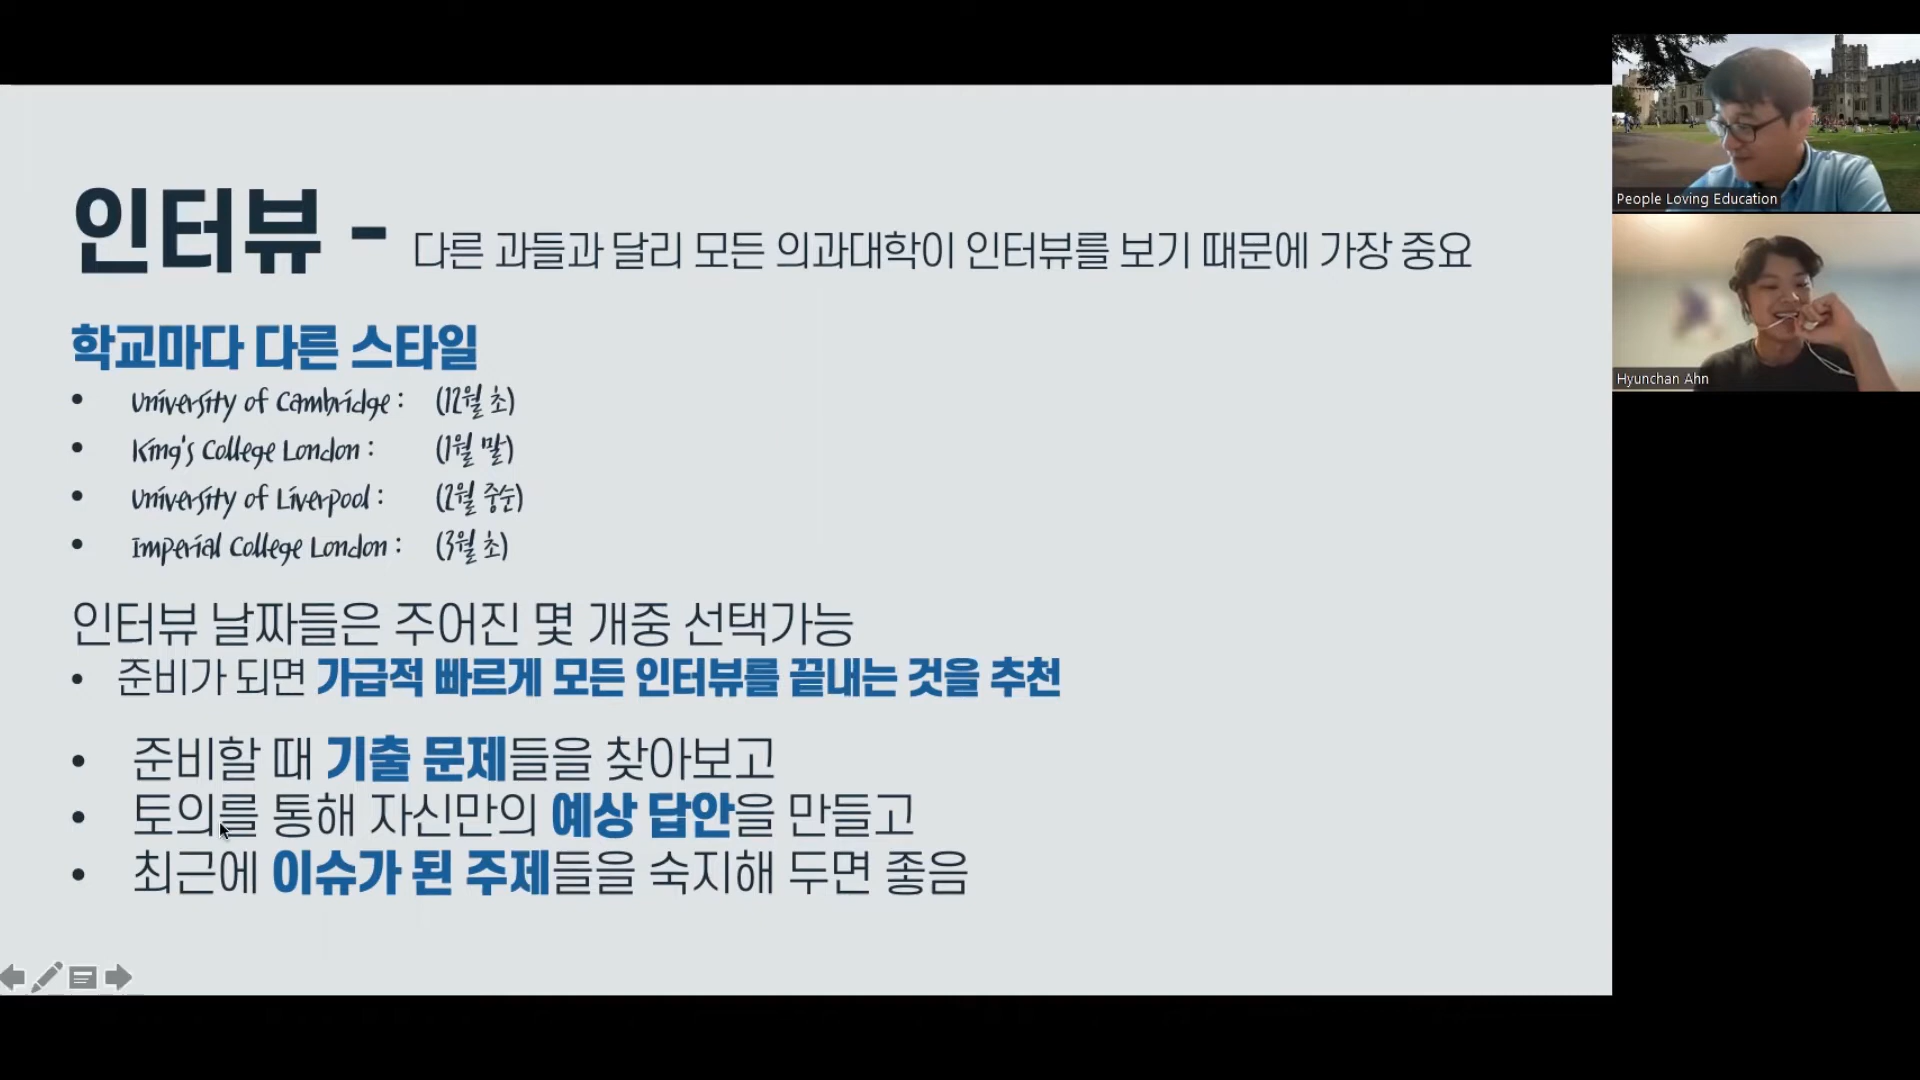 인터뷰 - 다른 과들과 달리 모든 의과대학이 인터뷰를 보기 때문에 가장 중요
학교마다 다른 스타일
• University of Cambridge : (12월 초)
• King's College London : (1월 말)
• University of Liverpool : (2월 중순)
• Imperial College London : (3월 초)
인터뷰 날짜들은 주어진 몇 개중 선택가능
• 준비가 되면 가급적 빠르게 모든 인터뷰를 끝내는 것을 추천
• 준비할 때 기출 문제들을 찾아보고
• 토의를 통해 자신만의 예상 답안을 만들고
• 최근에 이슈가 된 주제들을 숙지해 두면 좋음
People Loving Education
Hyunchan Ahn